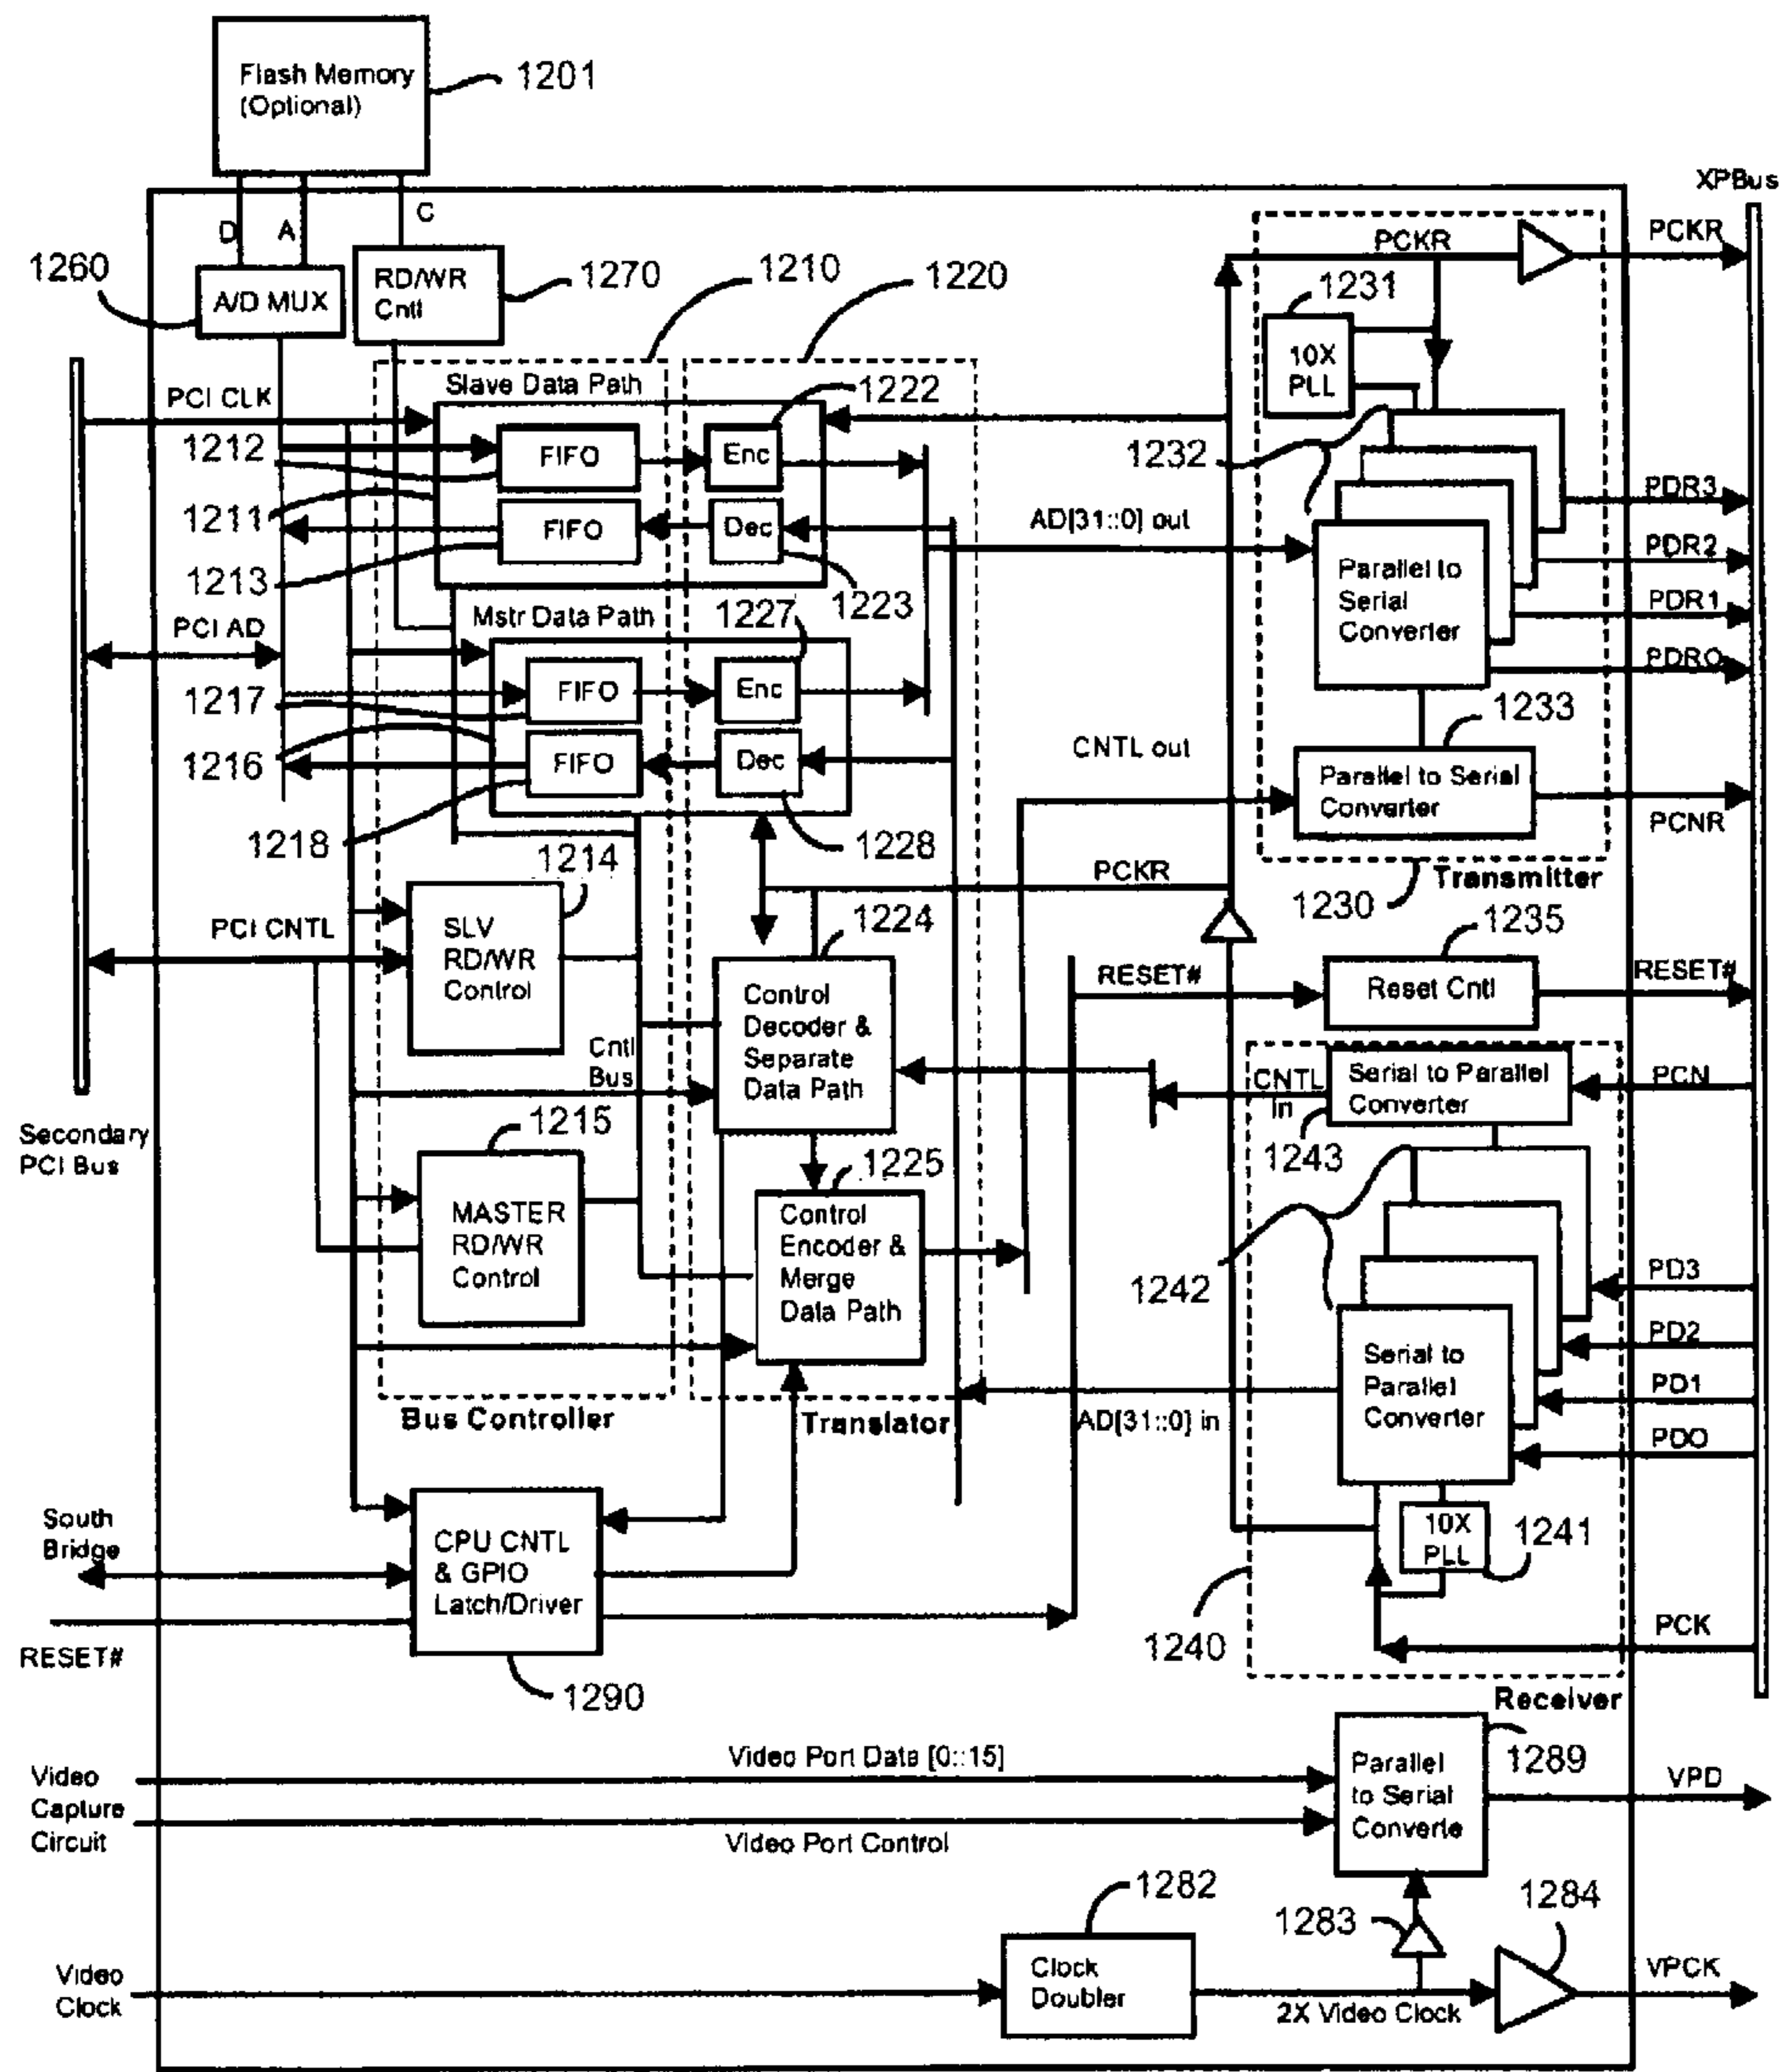 Flash Memory
(Optional)
1201
XPBus
D
A
C
1260
A/D MUX
RD/WR
Cntl
1270
1210
1220
PCKR
PCKR
1231
10X
PLL
Slave Data Path
1222
PCI CLK
1212
FIFO
Enc
1232
1211
FIFO
Dec
AD[31::0] out
PDR3
1213
1223
Parallel to
Serial
Converter
PDR2
Mstr Data Path
1227
PDR1
PCI AD
PDR0
1217
FIFO
Enc
1233
1216
FIFO
Dec
CNTL out
Parallel to Serial
Converter
1218
1214
1228
PCNR
PCKR
Transmitter
1230
PCI CNTL
SLV
RD/WR
Control
1224
1235
Control
Decoder &
Separate
Data Path
RESET#
Reset Cntl
RESET#
Cntl
Bus
CNTL
in
Serial to Parallel
Converter
PCN
Secondary
PCI Bus
1215
1225
1243
MASTER
RD/WR
Control
Control
Encoder &
Merge
Data Path
1242
PD3
PD2
Serial to
Parallel
Converter
PD1
Bus Controller
Translator
AD[31::0] in
PD0
South
Bridge
CPU CNTL
& GPIO
Latch/Driver
10X
PLL
1241
1240
PCK
RESET#
1290
Receiver
Video Port Data [0::15]
1289
Video
Capture
Circuit
Parallel
to Serial
Converte
VPD
Video Port Control
1282
1283
1284
Video
Clock
Clock
Doubler
2X Video Clock
VPCK